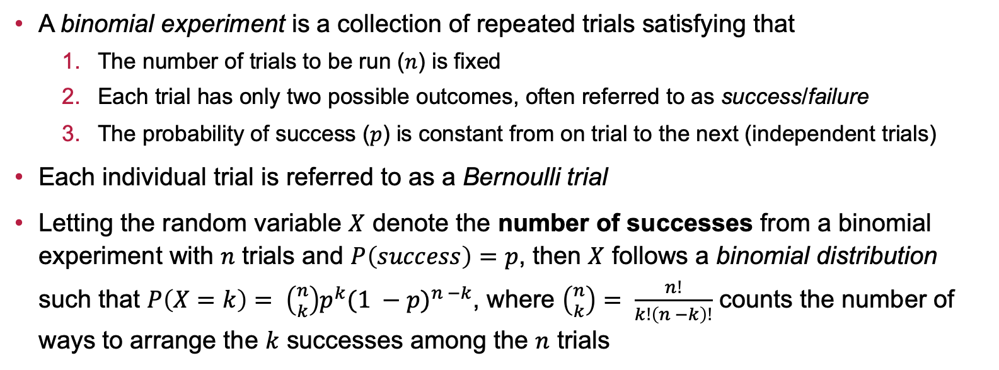 • A binomial experiment is a collection of repeated trials satisfying that
1. The number of trials to be run (n) is fixed
2. Each trial has only two possible outcomes, often referred to as success/failure
3. The probability of success (p) is constant from on trial to the next (independent trials)
• Each individual trial is referred to as a Bernoulli trial
• Letting the random variable X denote the number of successes from a binomial
experiment with n trials and P(success) = p, then X follows a binomial distribution
such that P(X = k) = (n k)p^k(1 − p)^{n−k}, where (n k) = n!/k!(n−k)! counts the number of
ways to arrange the k successes among the n trials